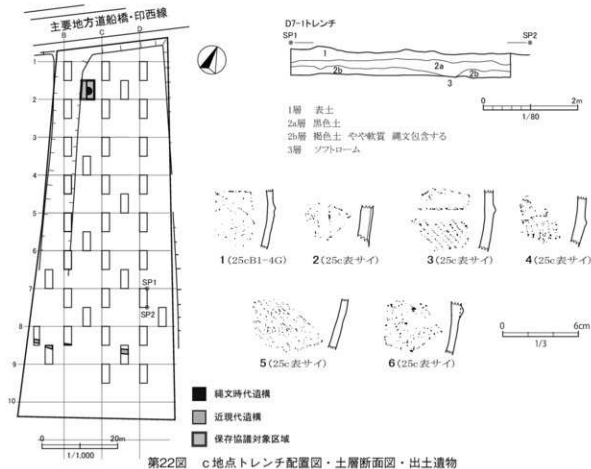 主要地方道船橋・印西線
B C D
1
2
3
4
5
6
7
8
9
10
SP1
SP2
0 20m
1/1,000
縄文時代遺構
近現代遺構
保存協議対象区域
D7-1トレンチ
SP1 SP2
1
2a
2b 2b
3
1層 表土
2a層 黒色土
2b層 褐色土 やや軟質 縄文包含する
3層 ソフトローム
0 2m
1/80
1(25cB1-4G) 2(25c表サイ) 3(25c表サイ) 4(25c表サイ)
5(25c表サイ) 6(25c表サイ)
0 6cm
1/3
第22図 c地点トレンチ配置図・土層断面図・出土遺物